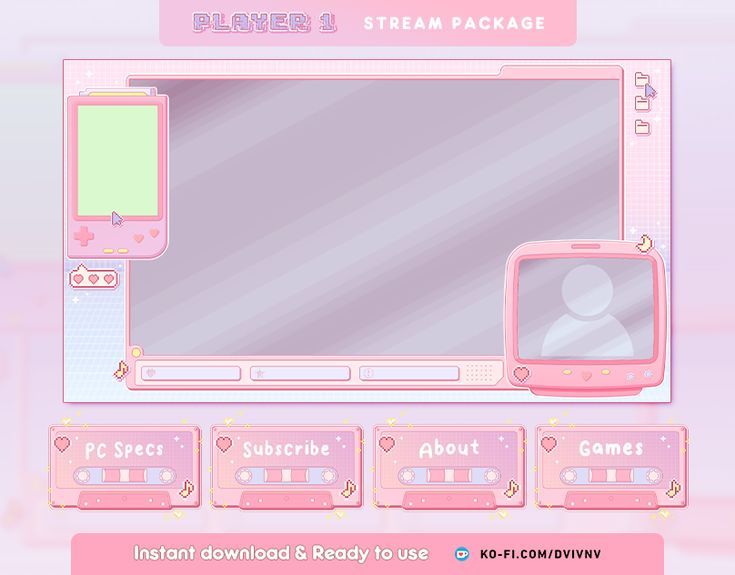 PLAYER 1 STREAM PACKAGE
PC Specs
Subscribe
About
Games
Instant download & Ready to use KO-FI.COM/DVIVNV